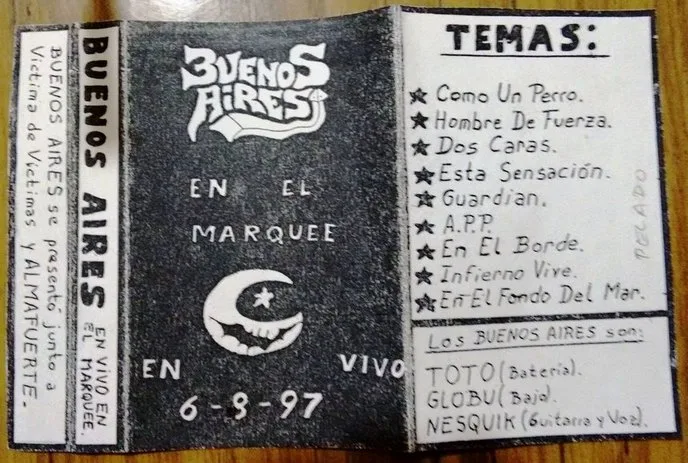 BUENOS AIRES se presentó junto a
Víctima de Victimas y ALMAFUERTE.
BUENOS AIRES EN VIVO EN
EL MARQUEE.
BUENOS
AIRES
EN EL
MARQUEE
EN VIVO
6-8-97
TEMAS:
Como Un Perro.
Hombre De Fuerza.
Dos Caras.
Esta Sensación.
Guardian.
A.P.P.
En El Borde.
Infierno Vive.
En El Fondo Del Mar.
PELADO
Los BUENOS AIRES son:
TOTO (Batería).
GLOBU (Bajo).
NESQUIK (Guitarra y Voz).